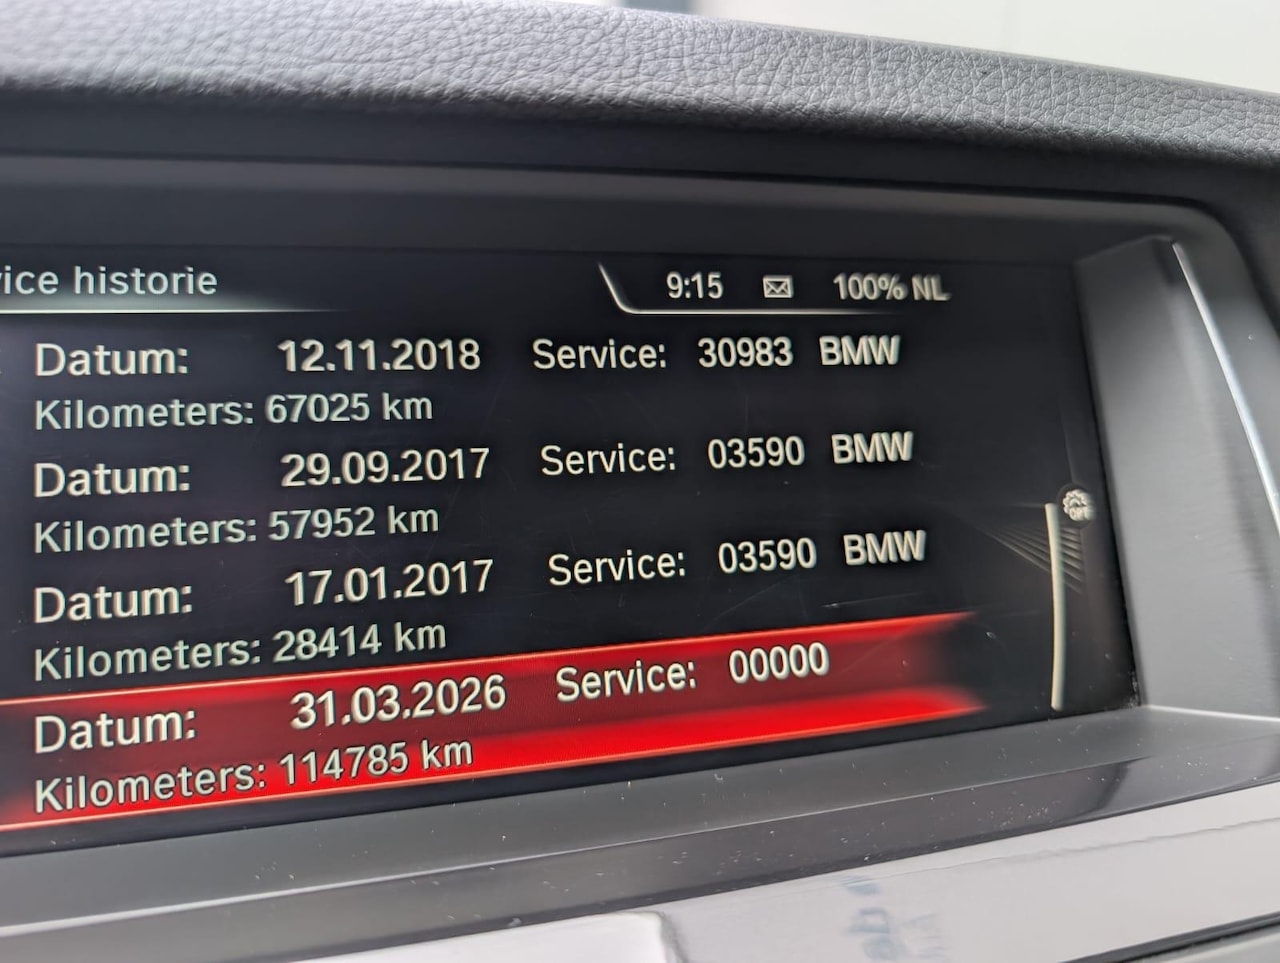 ice historie
9:15 100% NL
Datum: 12.11.2018 Service: 30983 BMW
Kilometers: 67025 km
Datum: 29.09.2017 Service: 03590 BMW
Kilometers: 57952 km
Datum: 17.01.2017 Service: 03590 BMW
Kilometers: 28414 km
Datum: 31.03.2026 Service: 00000
Kilometers: 114785 km